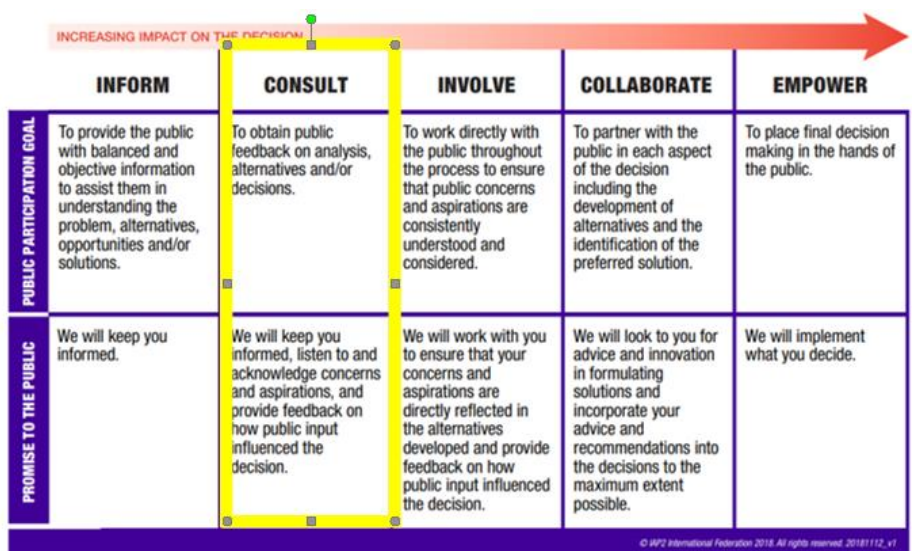 INCREASING IMPACT ON THE DECISION
INFORM
CONSULT
INVOLVE
COLLABORATE
EMPOWER
PUBLIC PARTICIPATION GOAL
To provide the public
with balanced and
objective information
to assist them in
understanding the
problem, alternatives,
opportunities and/or
solutions.
To obtain public
feedback on analysis,
alternatives and/or
decisions.
To work directly with
the public throughout
the process to ensure
that public concerns
and aspirations are
consistently
understood and
considered.
To partner with the
public in each aspect
of the decision
including the
development of
alternatives and the
identification of the
preferred solution.
To place final decision
making in the hands of
the public.
PROMISE TO THE PUBLIC
We will keep you
informed.
We will keep you
informed, listen to and
acknowledge concerns
and aspirations, and
provide feedback on
how public input
influenced the
decision.
We will work with you
to ensure that your
concerns and
aspirations are
directly reflected in
the alternatives
developed and provide
feedback on how
public input influenced
the decision.
We will look to you for
advice and innovation
in formulating
solutions and
incorporate your
advice and
recommendations into
the decisions to the
maximum extent
possible.
We will implement
what you decide.
© IAP2 International Federation 2018. All rights reserved. 20181112_v1